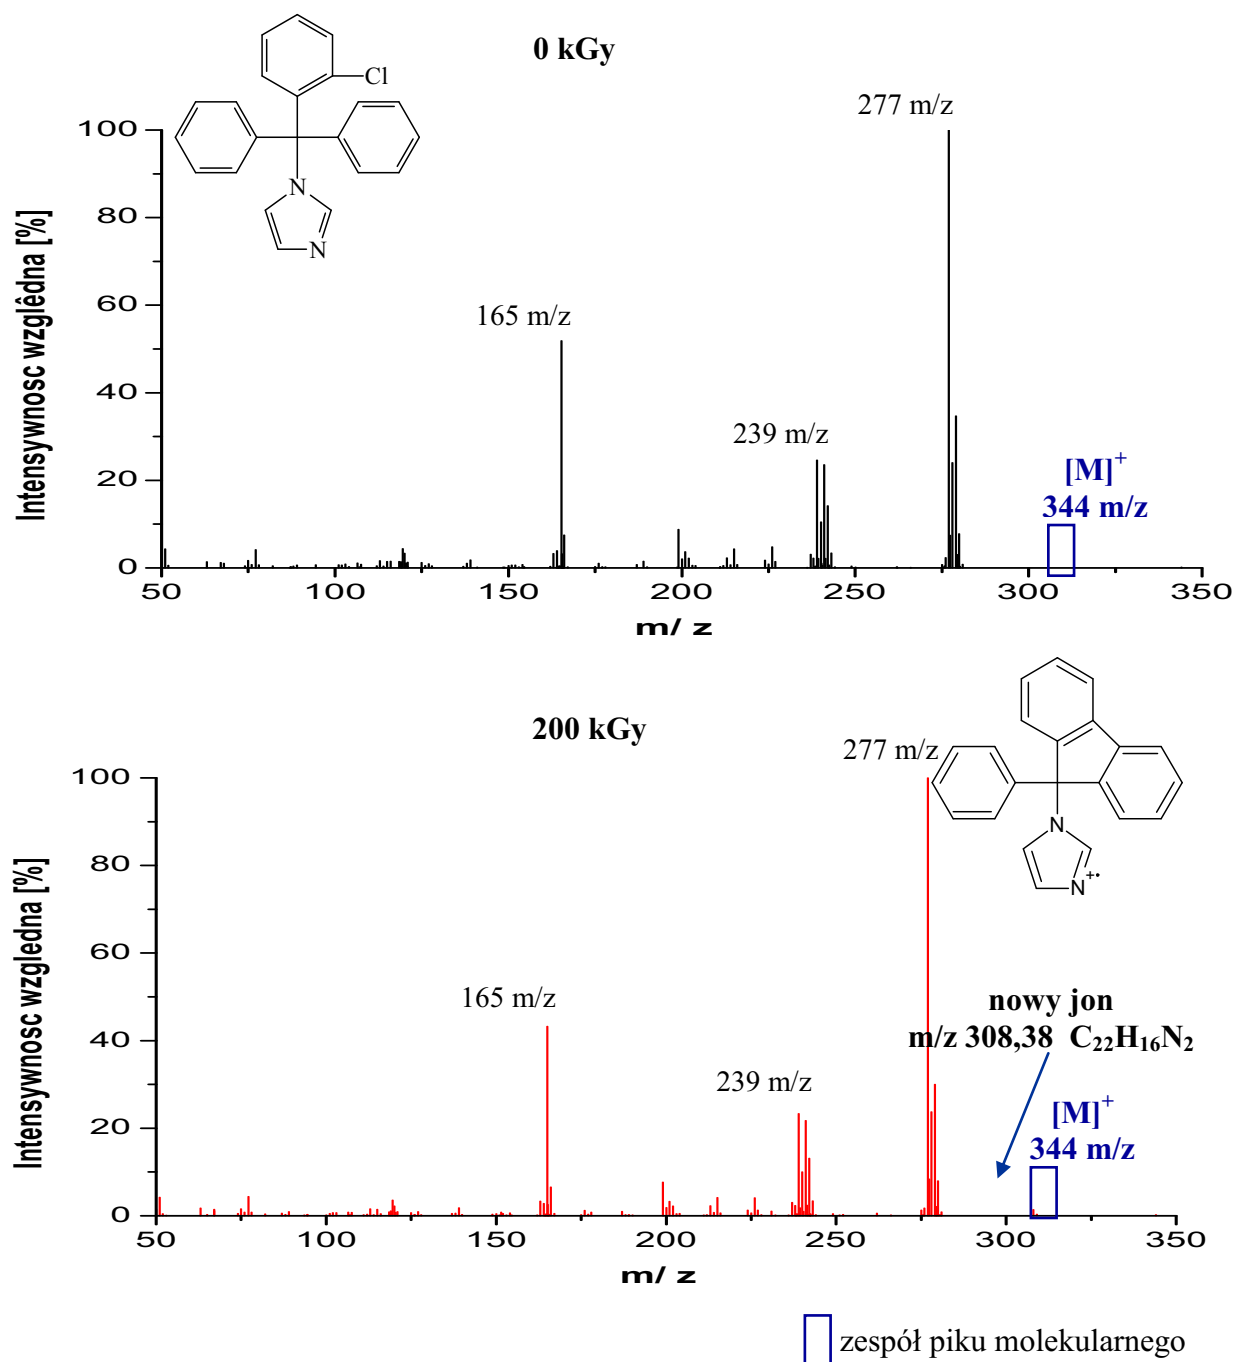 0 kGy
Cl
N
N
277 m/z
165 m/z
239 m/z
[M]+
344 m/z
Intensywnosc wzglêdna [%]
100
80
60
40
20
0
50 100 150 200 250 300 350
m/ z
200 kGy
277 m/z
N
N+•
165 m/z
239 m/z
nowy jon
m/z 308,38 C22H16N2
[M]+
344 m/z
Intensywnosc wzgledna [%]
100
80
60
40
20
0
50 100 150 200 250 300 350
m/ z
zespół piku molekularnego